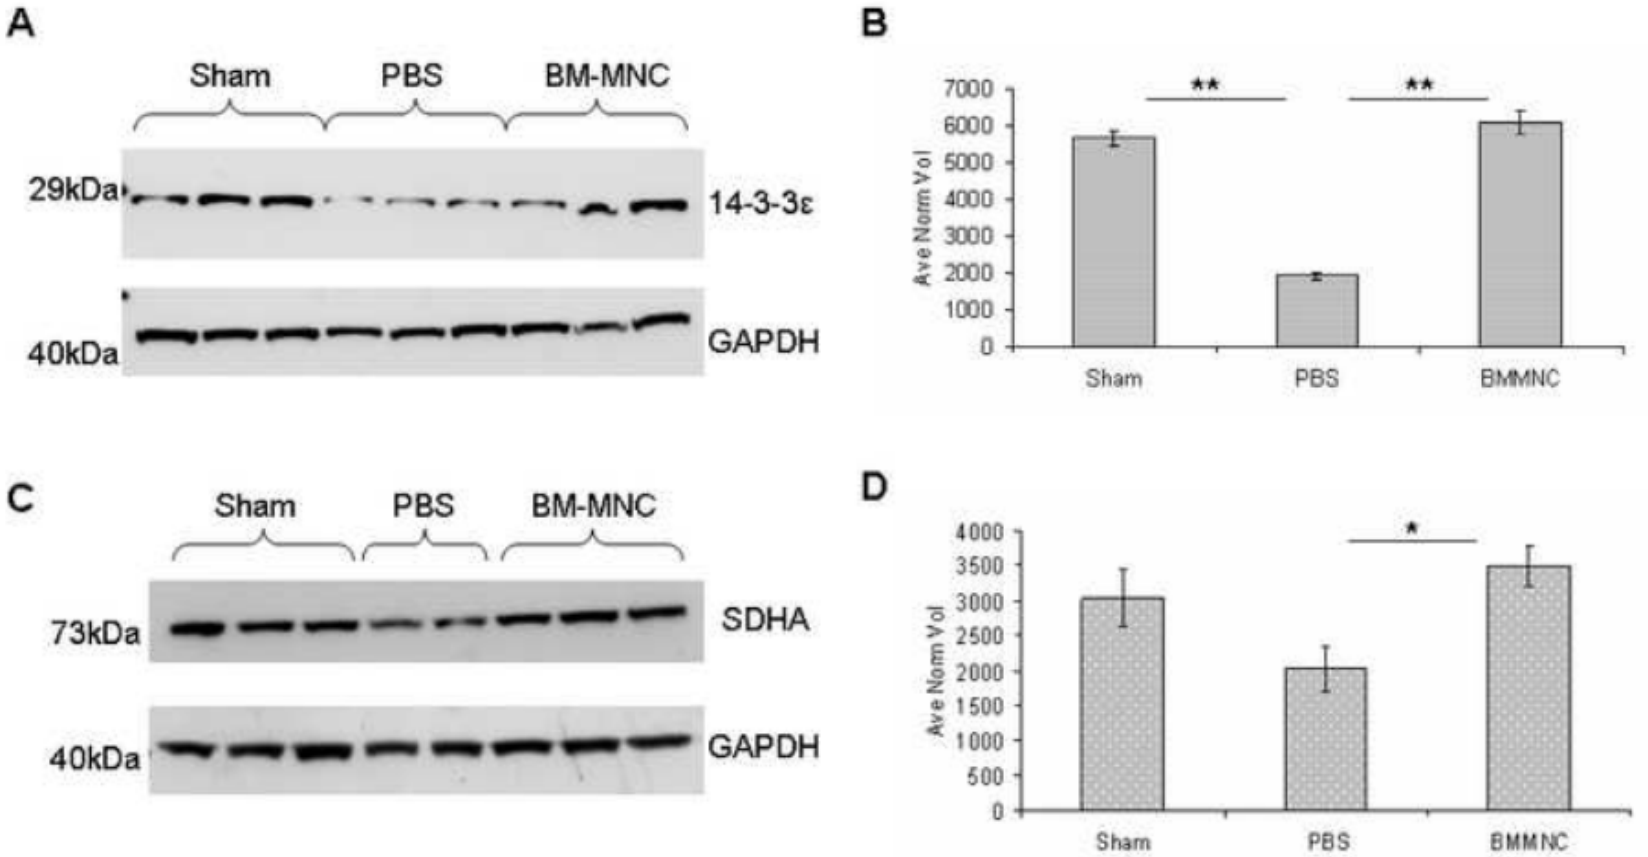 A
Sham PBS BM-MNC
29kDa
14-3-3ε
40kDa
GAPDH
B
** **
7000
6000
5000
4000
3000
2000
1000
0
Ave Norm Vol
Sham PBS BMMNC
C
Sham PBS BM-MNC
73kDa
SDHA
40kDa
GAPDH
D
*
4000
3500
3000
2500
2000
1500
1000
500
0
Ave Norm Vol
Sham PBS BMMNC